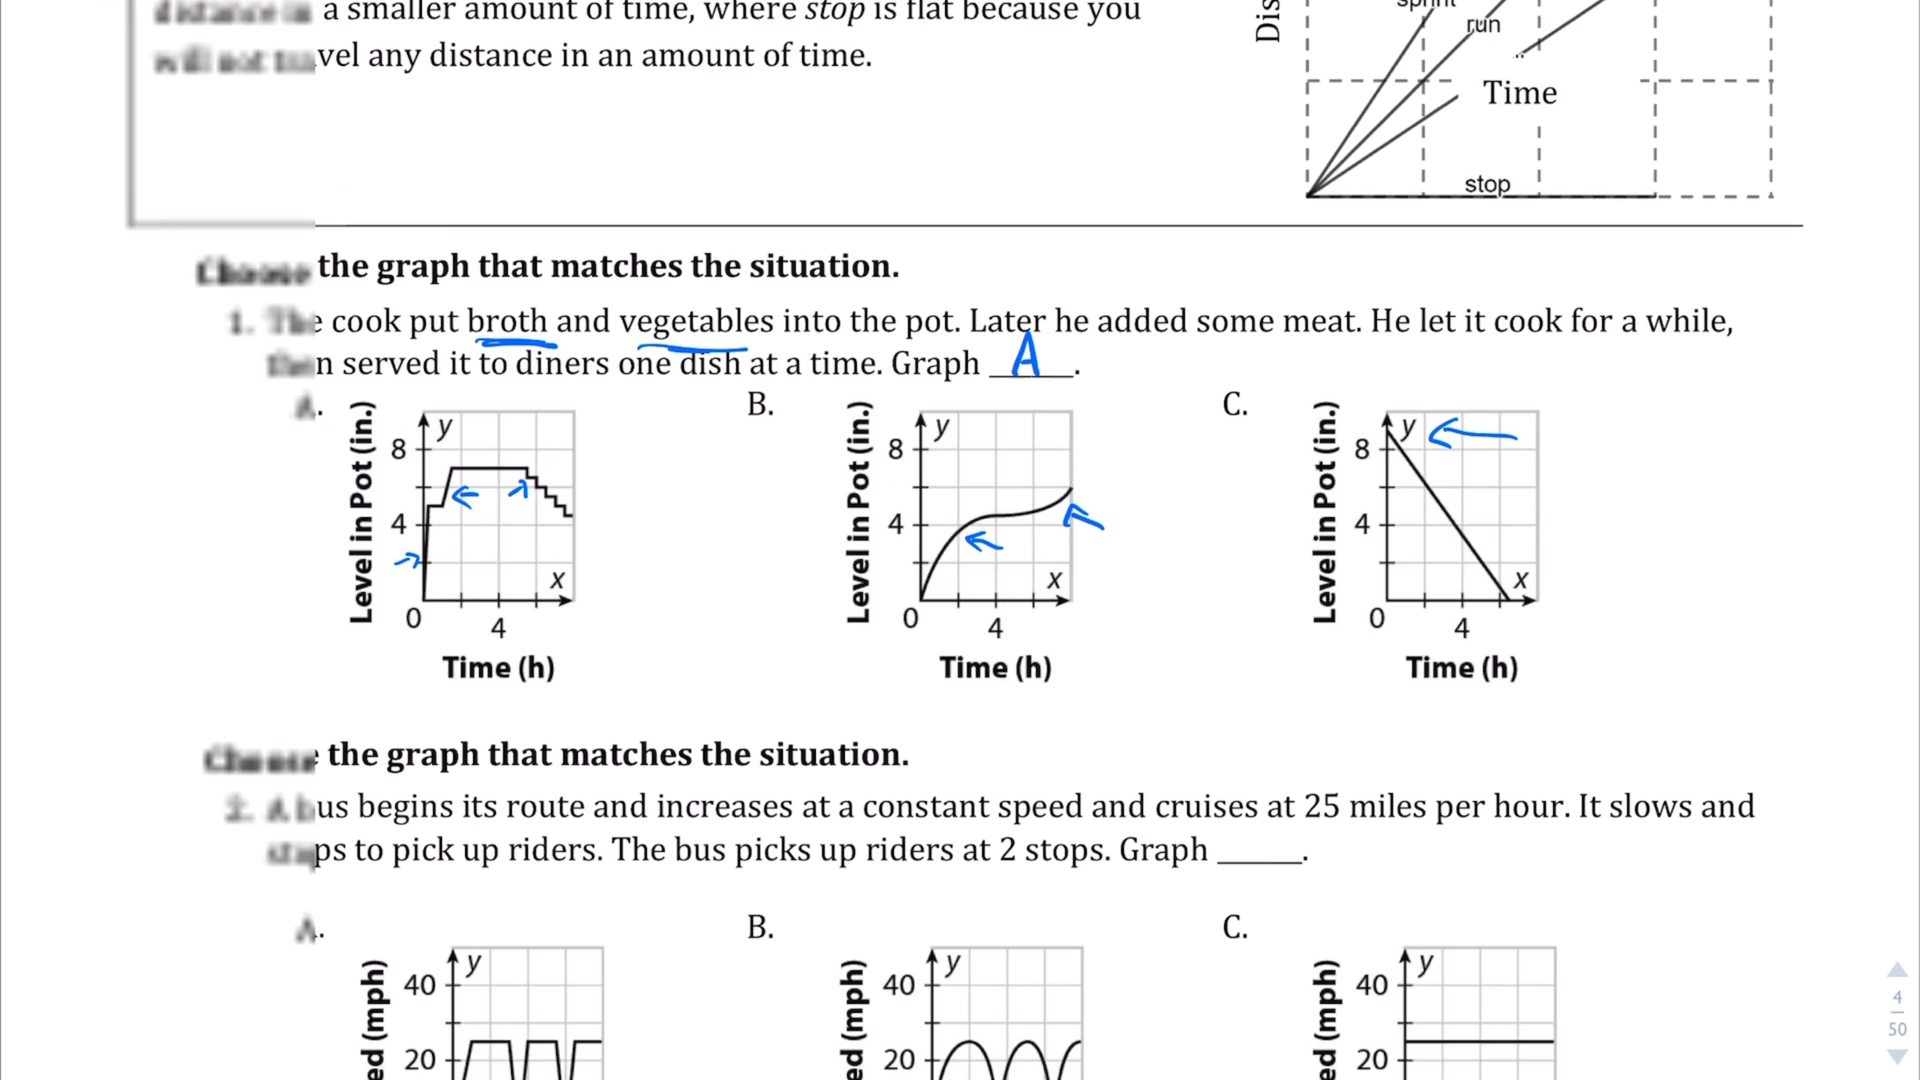 a smaller amount of time, where stop is flat because you
vel any distance in an amount of time.
Dis
sprint
run
Time
stop
the graph that matches the situation.
1. The cook put broth and vegetables into the pot. Later he added some meat. He let it cook for a while,
then served it to diners one dish at a time. Graph A.
A.
Level in Pot (in.)
y
8
4
x
0
4
Time (h)
B.
Level in Pot (in.)
y
8
4
x
0
4
Time (h)
C.
Level in Pot (in.)
y
8
4
x
0
4
Time (h)
the graph that matches the situation.
2. A bus begins its route and increases at a constant speed and cruises at 25 miles per hour. It slows and
ps to pick up riders. The bus picks up riders at 2 stops. Graph ______.
A.
ed (mph)
y
40
20
B.
ed (mph)
y
40
20
C.
ed (mph)
y
40
20
4
50